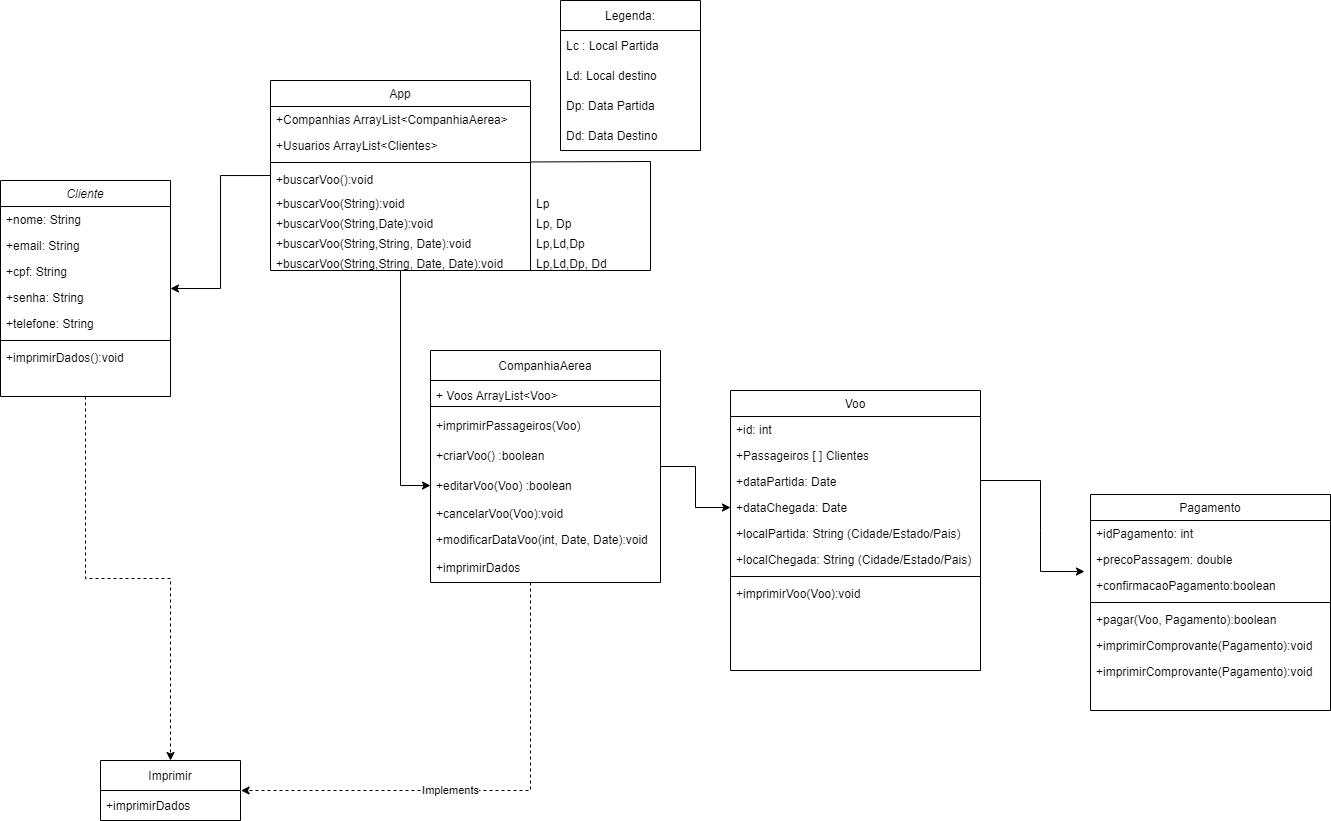 Legenda:
Lc : Local Partida
Ld: Local destino
Dp: Data Partida
Dd: Data Destino
App
+Companhias ArrayList<CompanhiaAerea>
+Usuarios ArrayList<Clientes>
+buscarVoo():void
+buscarVoo(String):void Lp
+buscarVoo(String,Date):void Lp, Dp
+buscarVoo(String,String, Date):void Lp,Ld,Dp
+buscarVoo(String,String, Date, Date):void Lp,Ld,Dp, Dd
Cliente
+nome: String
+email: String
+cpf: String
+senha: String
+telefone: String
+imprimirDados():void
CompanhiaAerea
+ Voos ArrayList<Voo>
+imprimirPassageiros(Voo)
+criarVoo() :boolean
+editarVoo(Voo) :boolean
+cancelarVoo(Voo):void
+modificarDataVoo(int, Date, Date):void
+imprimirDados
Voo
+id: int
+Passageiros [ ] Clientes
+dataPartida: Date
+dataChegada: Date
+localPartida: String (Cidade/Estado/Pais)
+localChegada: String (Cidade/Estado/Pais)
+imprimirVoo(Voo):void
Pagamento
+idPagamento: int
+precoPassagem: double
+confirmacaoPagamento:boolean
+pagar(Voo, Pagamento):boolean
+imprimirComprovante(Pagamento):void
+imprimirComprovante(Pagamento):void
Imprimir
+imprimirDados
Implements